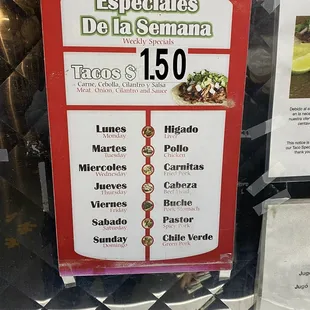 Especiales
De la Semana
Weekly Specials
Tacos $ 1.50
Carne, Cebolla, Cilantro y Salsa
Meat, Onion, Cilantro and Sauce
Lunes Higado
Monday Liver
Martes Pollo
Tuesday Chicken
Miercoles Carnitas
Wednesday Fried Pork
Jueves Cabeza
Thursday Beef Head
Viernes Buche
Friday Pork Stomach
Sabado Pastor
Saturday Spicy Pork
Sunday Chile Verde
Domingo Green Pork
Debido al